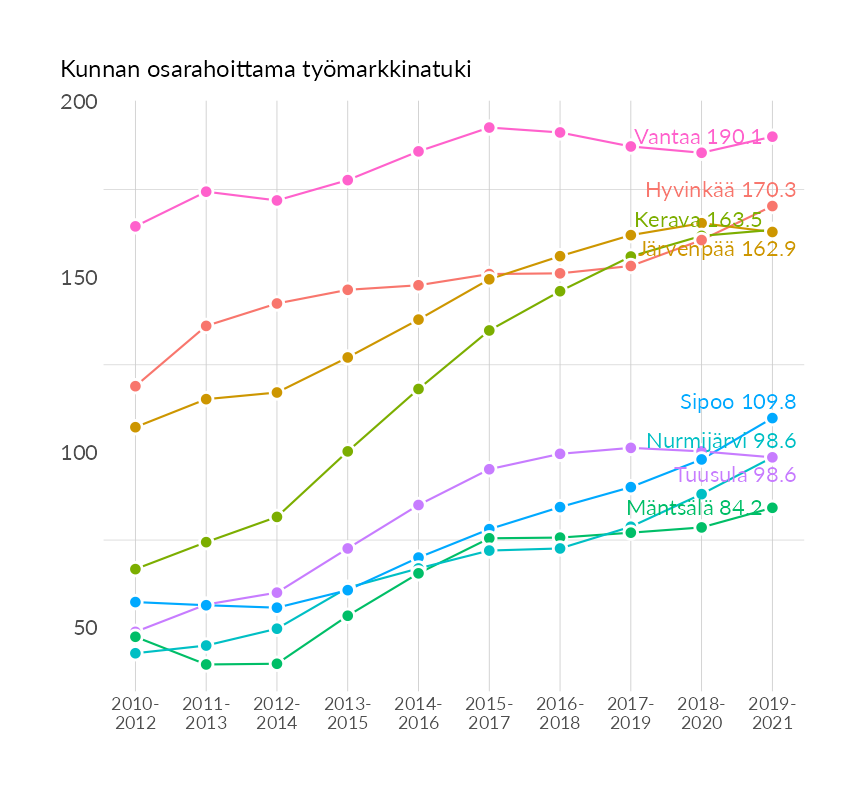 Kunnan osarahoittama työmarkkinatuki
200
150
100
50
Vantaa 190.1
Hyvinkää 170.3
Kerava 163.5
Järvenpää 162.9
Sipoo 109.8
Nurmijärvi 98.6
Tuusula 98.6
Mäntsälä 84.2
2010- 2011- 2012- 2013- 2014- 2015- 2016- 2017- 2018- 2019-
2012 2013 2014 2015 2016 2017 2018 2019 2020 2021